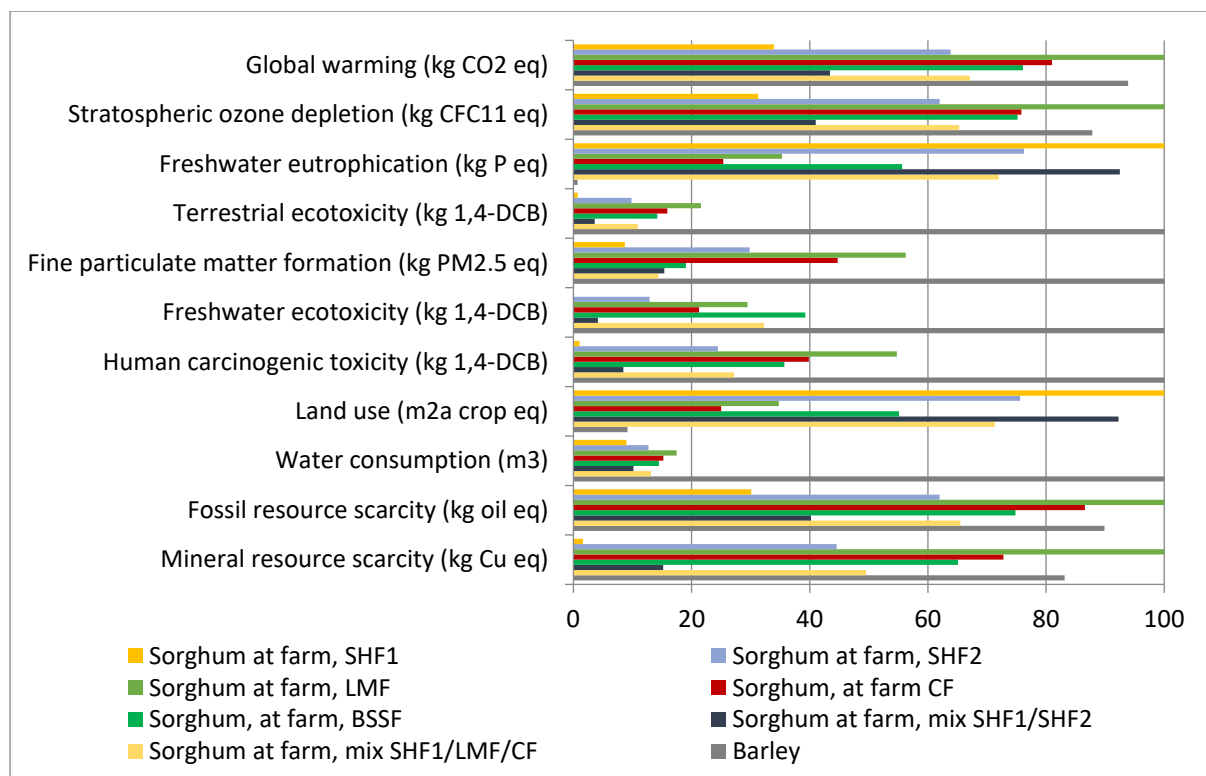 Global warming (kg CO2 eq)
Stratospheric ozone depletion (kg CFC11 eq)
Freshwater eutrophication (kg P eq)
Terrestrial ecotoxicity (kg 1,4-DCB)
Fine particulate matter formation (kg PM2.5 eq)
Freshwater ecotoxicity (kg 1,4-DCB)
Human carcinogenic toxicity (kg 1,4-DCB)
Land use (m2a crop eq)
Water consumption (m3)
Fossil resource scarcity (kg oil eq)
Mineral resource scarcity (kg Cu eq)
0 20 40 60 80 100
Sorghum at farm, SHF1 Sorghum at farm, SHF2
Sorghum at farm, LMF Sorghum, at farm CF
Sorghum, at farm, BSSF Sorghum at farm, mix SHF1/SHF2
Sorghum at farm, mix SHF1/LMF/CF Barley